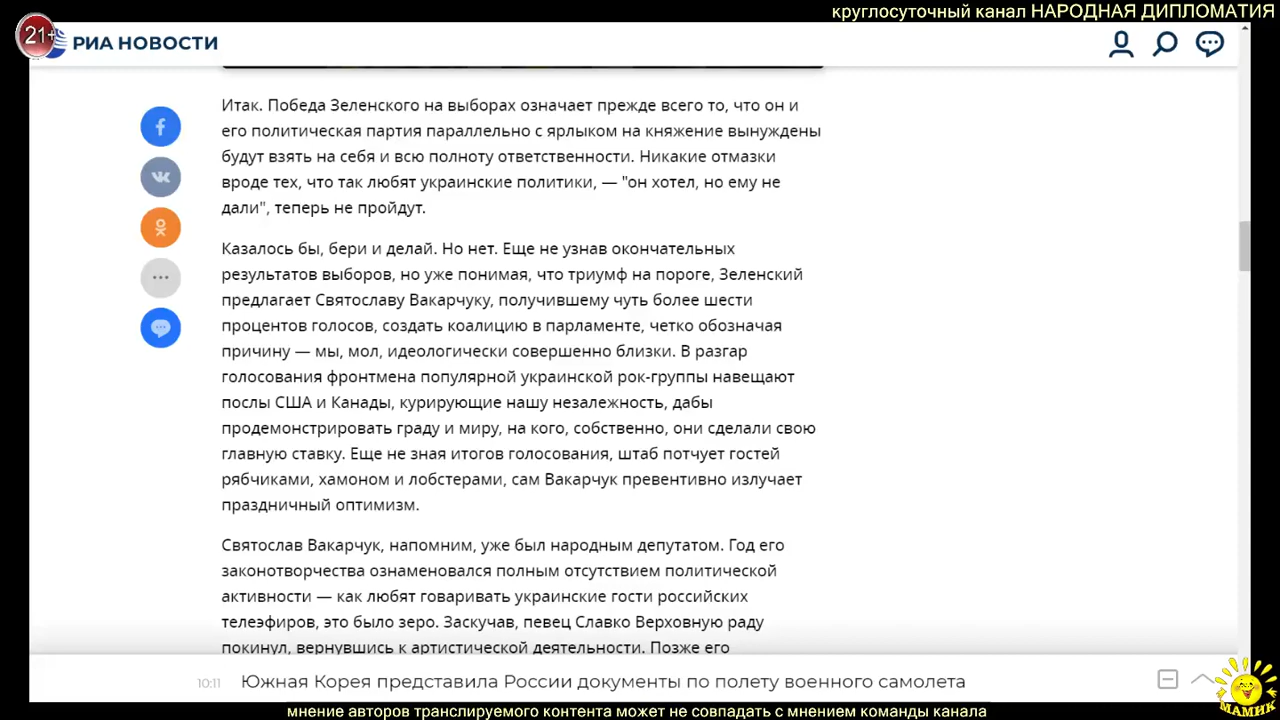 круглосуточный канал НАРОДНАЯ ДИПЛОМАТИЯ
21+
РИА НОВОСТИ
Итак. Победа Зеленского на выборах означает прежде всего то, что он и
его политическая партия параллельно с ярлыком на княжение вынуждены
будут взять на себя и всю полноту ответственности. Никакие отмазки
вроде тех, что так любят украинские политики, — "он хотел, но ему не
дали", теперь не пройдут.
Казалось бы, бери и делай. Но нет. Еще не узнав окончательных
результатов выборов, но уже понимая, что триумф на пороге, Зеленский
предлагает Святославу Вакарчуку, получившему чуть более шести
процентов голосов, создать коалицию в парламенте, четко обозначая
причину — мы, мол, идеологически совершенно близки. В разгар
голосования фронтмена популярной украинской рок-группы навещают
послы США и Канады, курирующие нашу незалежность, дабы
продемонстрировать граду и миру, на кого, собственно, они сделали свою
главную ставку. Еще не зная итогов голосования, штаб потчует гостей
рябчиками, хамоном и лобстерами, сам Вакарчук превентивно излучает
праздничный оптимизм.
Святослав Вакарчук, напомним, уже был народным депутатом. Год его
законотворчества ознаменовался полным отсутствием политической
активности — как любят говаривать украинские гости российских
телеэфиров, это было зеро. Заскучав, певец Славко Верховную раду
покинул, вернувшись к артистической деятельности. Позже его
10:11 Южная Корея представила России документы по полету военного самолета
МАМИК
мнение авторов транслируемого контента может не совпадать с мнением команды канала